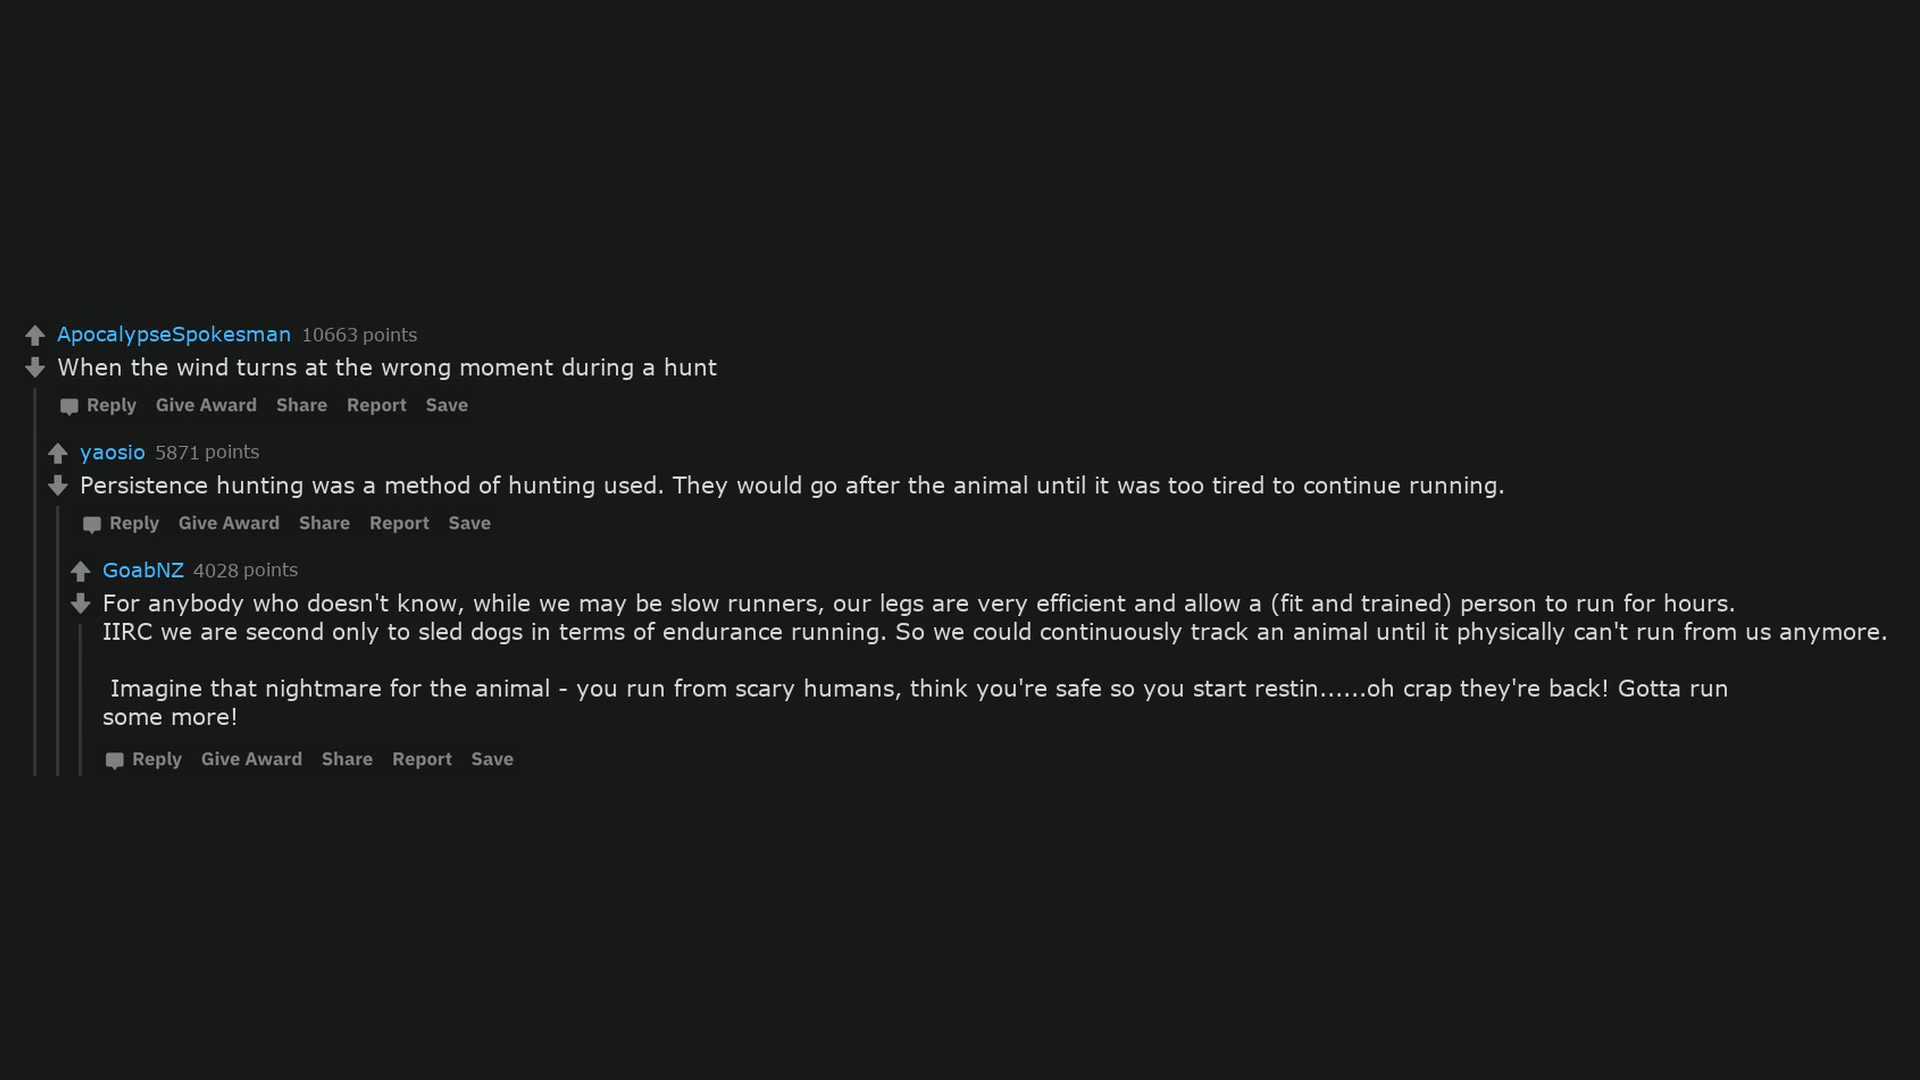 ApocalypseSpokesman 10663 points
When the wind turns at the wrong moment during a hunt
Reply Give Award Share Report Save
yaosio 5871 points
Persistence hunting was a method of hunting used. They would go after the animal until it was too tired to continue running.
Reply Give Award Share Report Save
GoabNZ 4028 points
For anybody who doesn't know, while we may be slow runners, our legs are very efficient and allow a (fit and trained) person to run for hours.
IIRC we are second only to sled dogs in terms of endurance running. So we could continuously track an animal until it physically can't run from us anymore.
Imagine that nightmare for the animal - you run from scary humans, think you're safe so you start restin......oh crap they're back! Gotta run
some more!
Reply Give Award Share Report Save